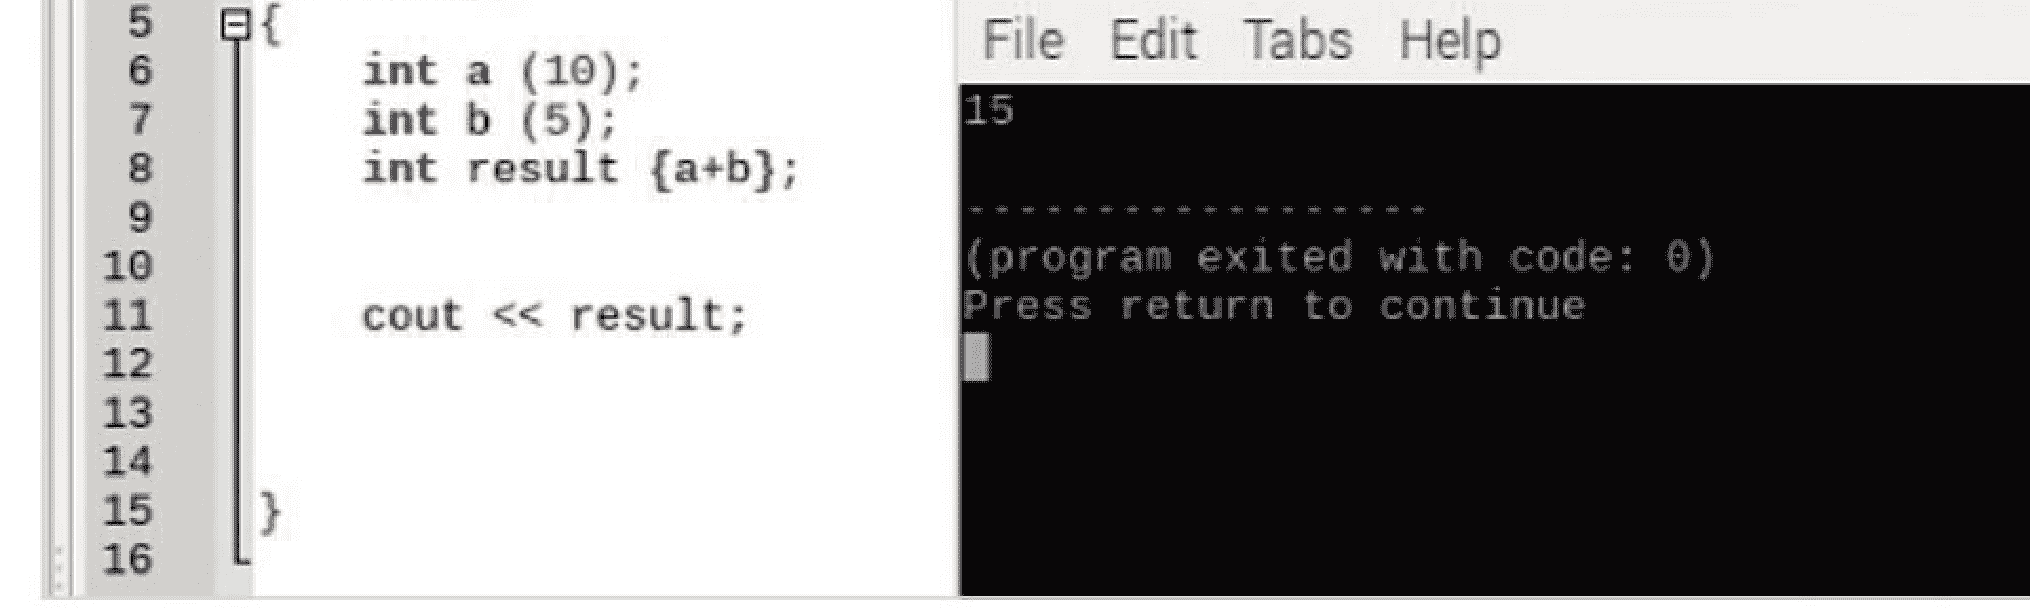 5 {
6 int a (10);
7 int b (5);
8 int result {a+b};
9
10
11 cout << result;
12
13
14
15 }
16
File Edit Tabs Help
15
------------------
(program exited with code: 0)
Press return to continue